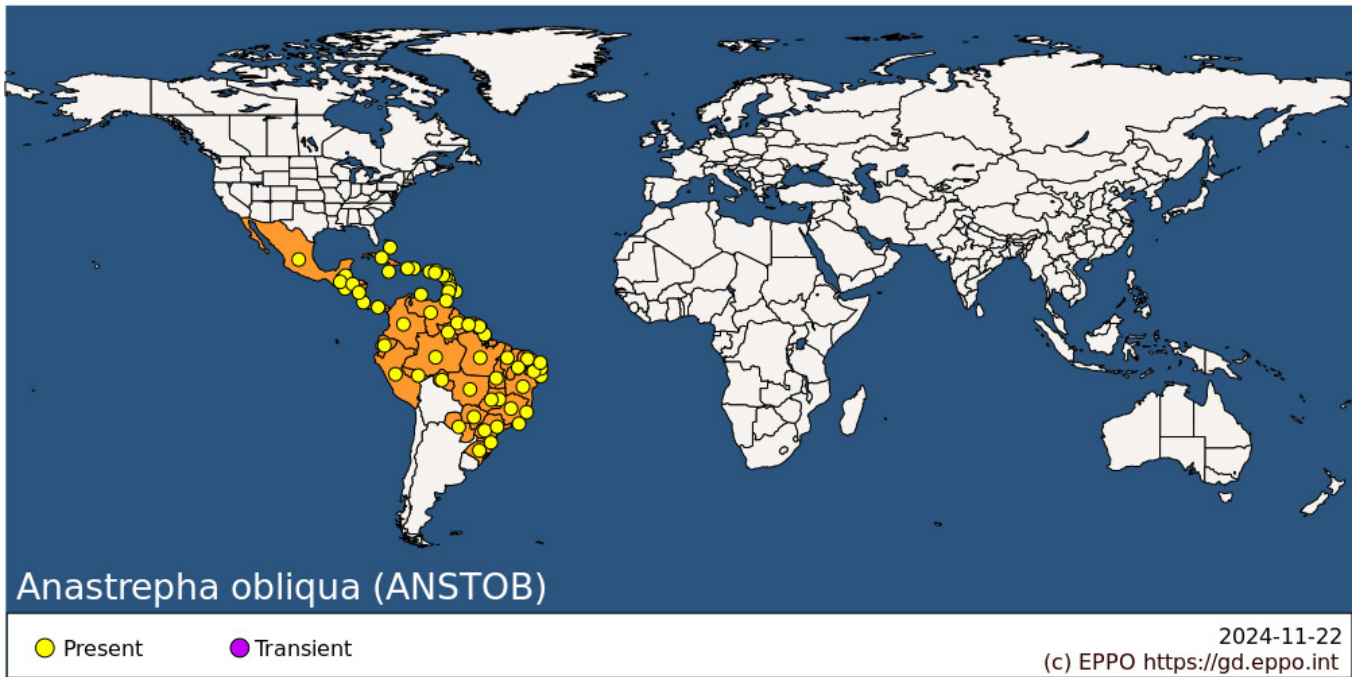 Anastrepha obliqua (ANSTOB)
Present
Transient
2024-11-22
(c) EPPO https://gd.eppo.int